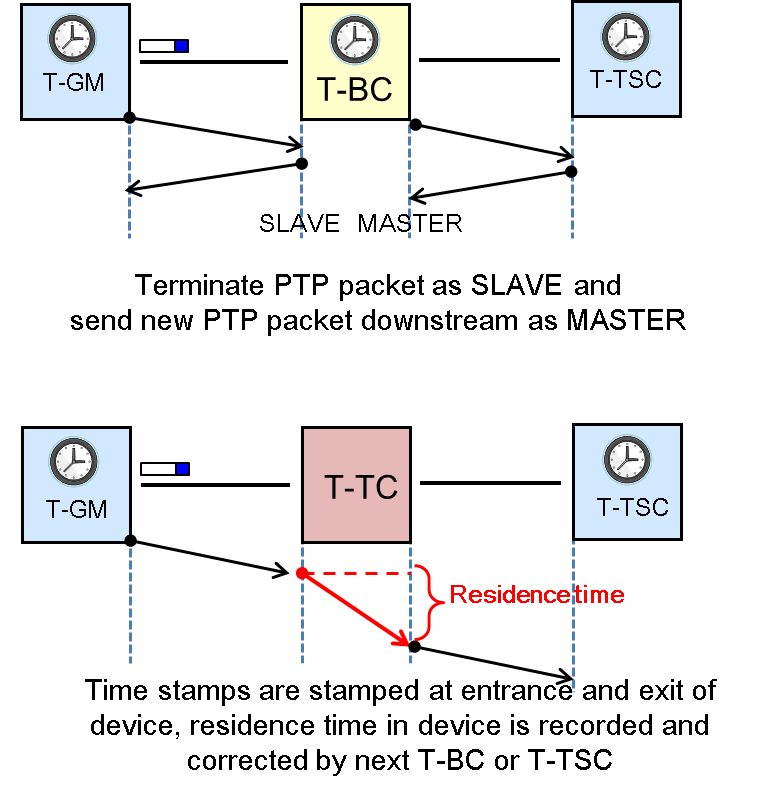 T-GM
T-BC
T-TSC
SLAVE MASTER
Terminate PTP packet as SLAVE and
send new PTP packet downstream as MASTER
T-GM
T-TC
T-TSC
Residence time
Time stamps are stamped at entrance and exit of
device, residence time in device is recorded and
corrected by next T-BC or T-TSC